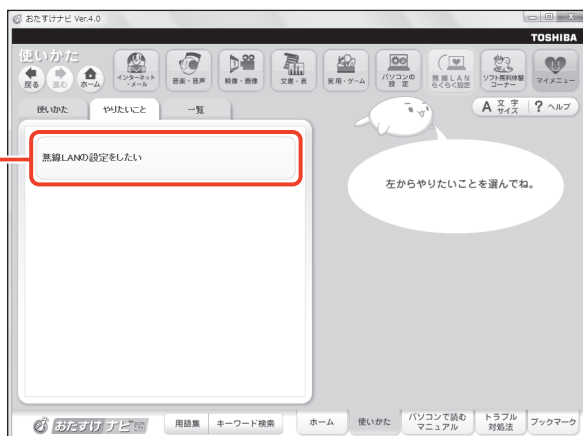 おたすけナビ Ver.4.0
TOSHIBA
使いかた
戻る
進む
ホーム
インターネット
・メール
音楽・音声
映像・画像
文書・表
実用・ゲーム
パソコンの
設 定
無 線 L A N
らくらく設定
ソフト無料体験
コーナー
マイメニュー
使いかた
やりたいこと
一覧
A 文字サイズ
? ヘルプ
無線LANの設定をしたい
左からやりたいことを選んでね。
おたすけナビ
用語集
キーワード検索
ホーム
使いかた
パソコンで読む
マニュアル
トラブル
対処法
ブックマーク